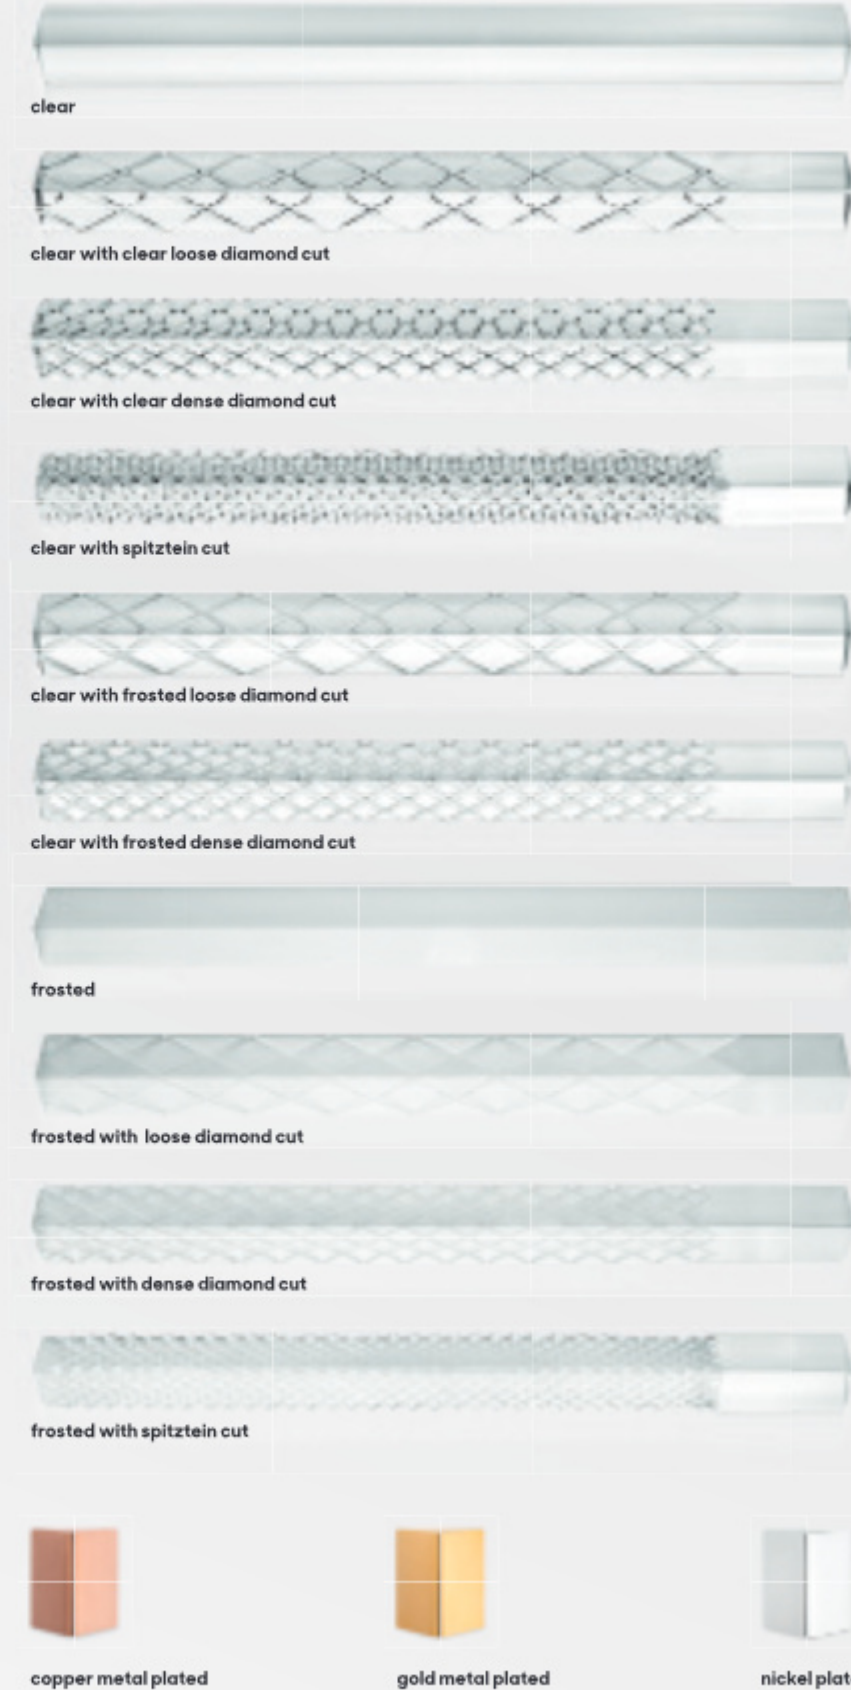 clear
clear with clear loose diamond cut
clear with clear dense diamond cut
clear with spitztein cut
clear with frosted loose diamond cut
clear with frosted dense diamond cut
frosted
frosted with loose diamond cut
frosted with dense diamond cut
frosted with spitztein cut
copper metal plated gold metal plated nickel plat